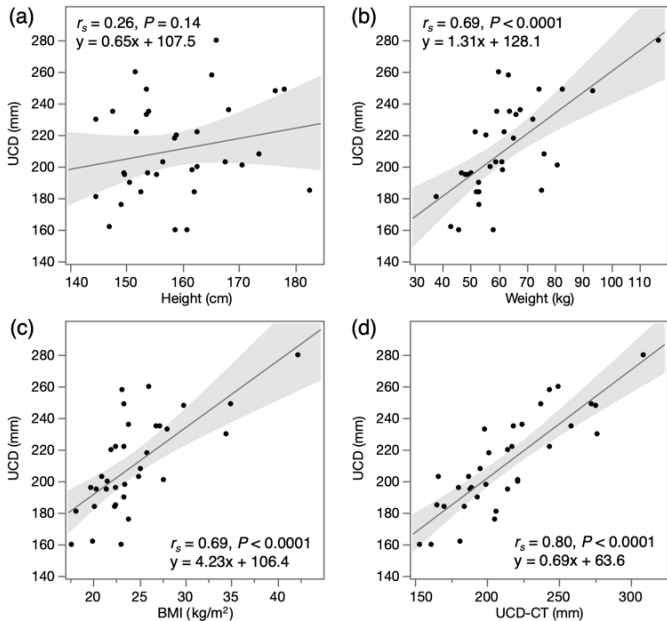 (a)
r_s = 0.26, P = 0.14
y = 0.65x + 107.5
280
260
240
220
200
180
160
140
UCD (mm)
140 150 160 170 180
Height (cm)
(b)
r_s = 0.69, P < 0.0001
y = 1.31x + 128.1
280
260
240
220
200
180
160
140
UCD (mm)
30 40 50 60 70 80 90 110
Weight (kg)
(c)
280
260
240
220
200
180
160
140
UCD (mm)
r_s = 0.69, P < 0.0001
y = 4.23x + 106.4
20 25 30 35 40
BMI (kg/m²)
(d)
280
260
240
220
200
180
160
140
UCD (mm)
r_s = 0.80, P < 0.0001
y = 0.69x + 63.6
150 200 250 300
UCD-CT (mm)